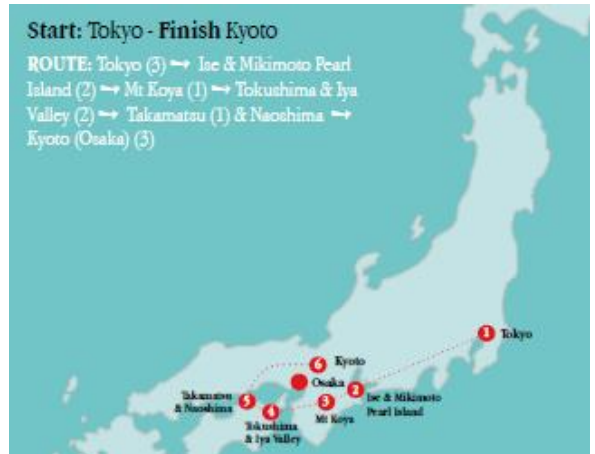 Start: Tokyo - Finish Kyoto
ROUTE: Tokyo (3) ➙ Ise & Mikimoto Pearl
Island (2) ➙ Mt Koya (1) ➙ Tokushima & Iya
Valley (2) ➙ Takamatsu (1) & Naoshima ➙
Kyoto (Osaka) (3)
1 Tokyo
6 Kyoto
Osaka
2 Ise & Mikimoto
Pearl Island
3
Mt Koya
4
Tokushima
& Iya Valley
5
Takamatsu
& Naoshima